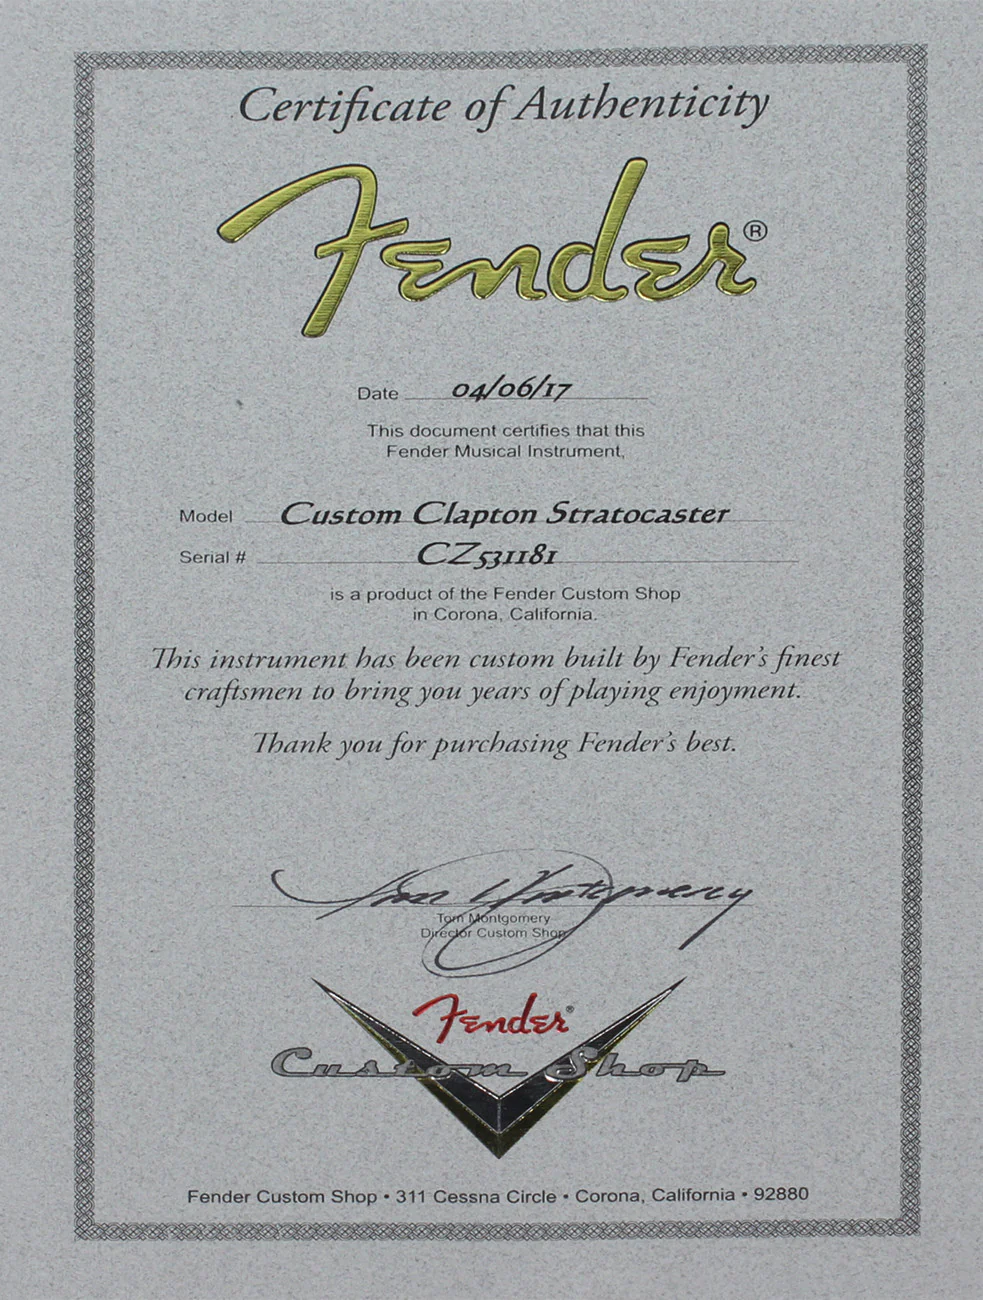 Certificate of Authenticity
Fender®
Date 04/06/17
This document certifies that this
Fender Musical Instrument,
Model Custom Clapton Stratocaster
Serial # CZ531181
is a product of the Fender Custom Shop
in Corona, California.
This instrument has been custom built by Fender's finest
craftsmen to bring you years of playing enjoyment.
Thank you for purchasing Fender's best.
Tom Montgomery
Tom Montgomery
Director Custom Shop
Fender®
Custom Shop
Fender Custom Shop • 311 Cessna Circle • Corona, California • 92880